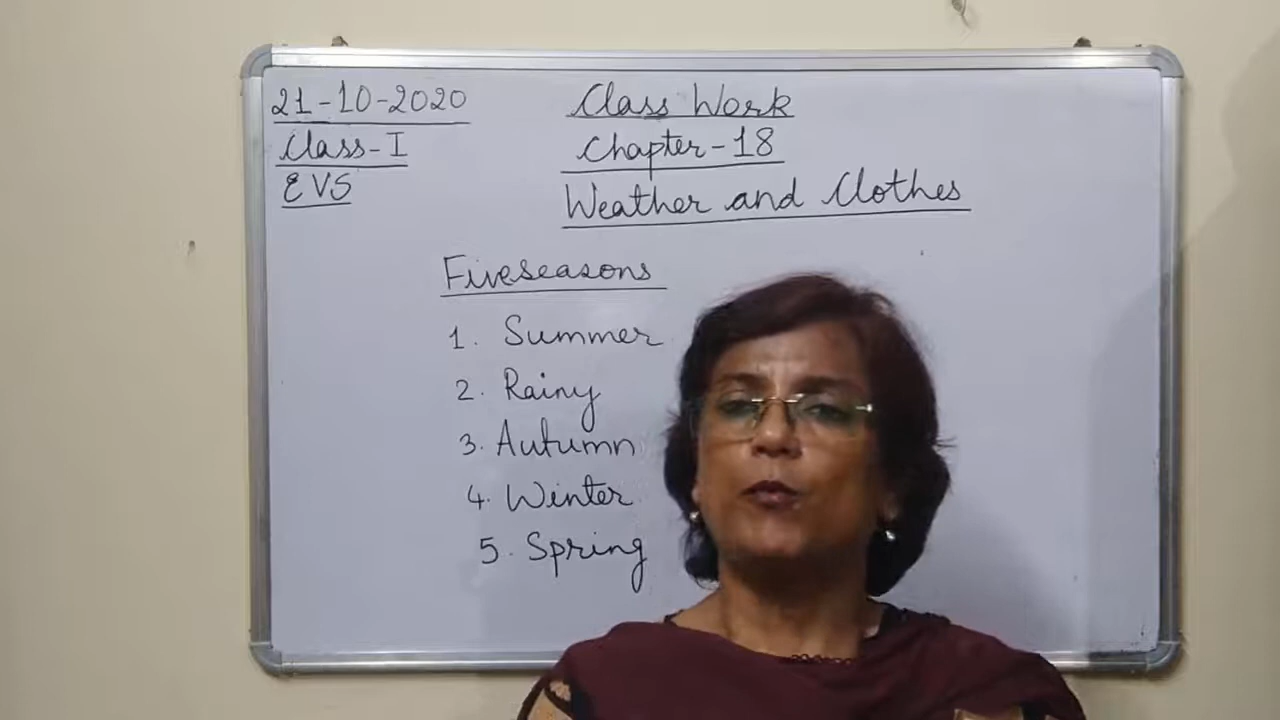 21-10-2020
Class-I
EVS
Class Work
Chapter-18
Weather and Clothes
Fiveseasons
1. Summer
2. Rainy
3. Autumn
4. Winter
5. Spring